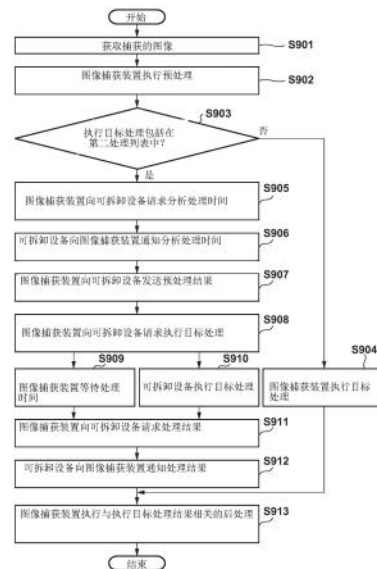 开始
获取捕获的图像
S901
图像捕获装置执行预处理
S902
S903
执行目标处理包括在
第二处理列表中?
否
是
图像捕获装置向可拆卸设备请求分析处理时间
S905
可拆卸设备向图像捕获装置通知分析处理时间
S906
图像捕获装置向可拆卸设备发送预处理结果
S907
图像捕获装置向可拆卸设备请求执行目标处理
S908
S909
S910
S904
图像捕获装置等待处理
时间
可拆卸设备执行目标处理
图像捕获装置执行目标
处理
图像捕获装置向可拆卸设备请求处理结果
S911
可拆卸设备向图像捕获装置通知处理结果
S912
图像捕获装置执行与执行目标处理结果相关的后处理
S913
结束